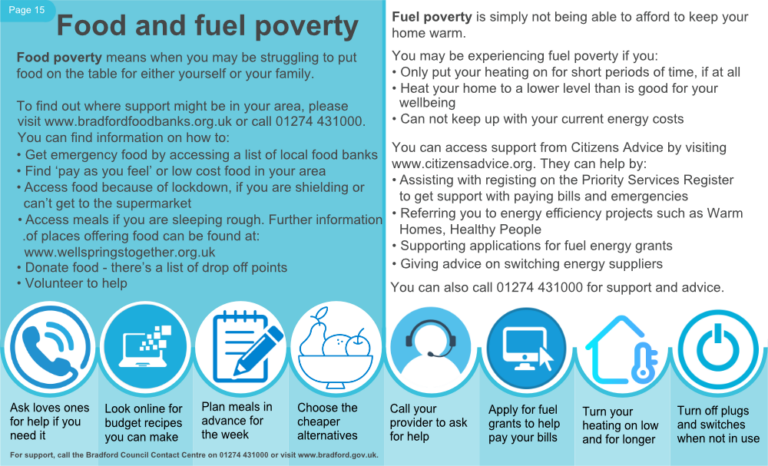 Page 15
Food and fuel poverty
Food poverty means when you may be struggling to put
food on the table for either yourself or your family.
To find out where support might be in your area, please
visit www.bradfordfoodbanks.org.uk or call 01274 431000.
You can find information on how to:
• Get emergency food by accessing a list of local food banks
• Find ‘pay as you feel’ or low cost food in your area
• Access food because of lockdown, if you are shielding or
can’t get to the supermarket
• Access meals if you are sleeping rough. Further information
.of places offering food can be found at:
www.wellspringstogether.org.uk
• Donate food - there’s a list of drop off points
• Volunteer to help
Fuel poverty is simply not being able to afford to keep your
home warm.
You may be experiencing fuel poverty if you:
• Only put your heating on for short periods of time, if at all
• Heat your home to a lower level than is good for your
wellbeing
• Can not keep up with your current energy costs
You can access support from Citizens Advice by visiting
www.citizensadvice.org. They can help by:
• Assisting with registing on the Priority Services Register
to get support with paying bills and emergencies
• Referring you to energy efficiency projects such as Warm
Homes, Healthy People
• Supporting applications for fuel energy grants
• Giving advice on switching energy suppliers
You can also call 01274 431000 for support and advice.
Ask loves ones
for help if you
need it
Look online for
budget recipes
you can make
Plan meals in
advance for
the week
Choose the
cheaper
alternatives
Call your
provider to ask
for help
Apply for fuel
grants to help
pay your bills
Turn your
heating on low
and for longer
Turn off plugs
and switches
when not in use
For support, call the Bradford Council Contact Centre on 01274 431000 or visit www.bradford.gov.uk.